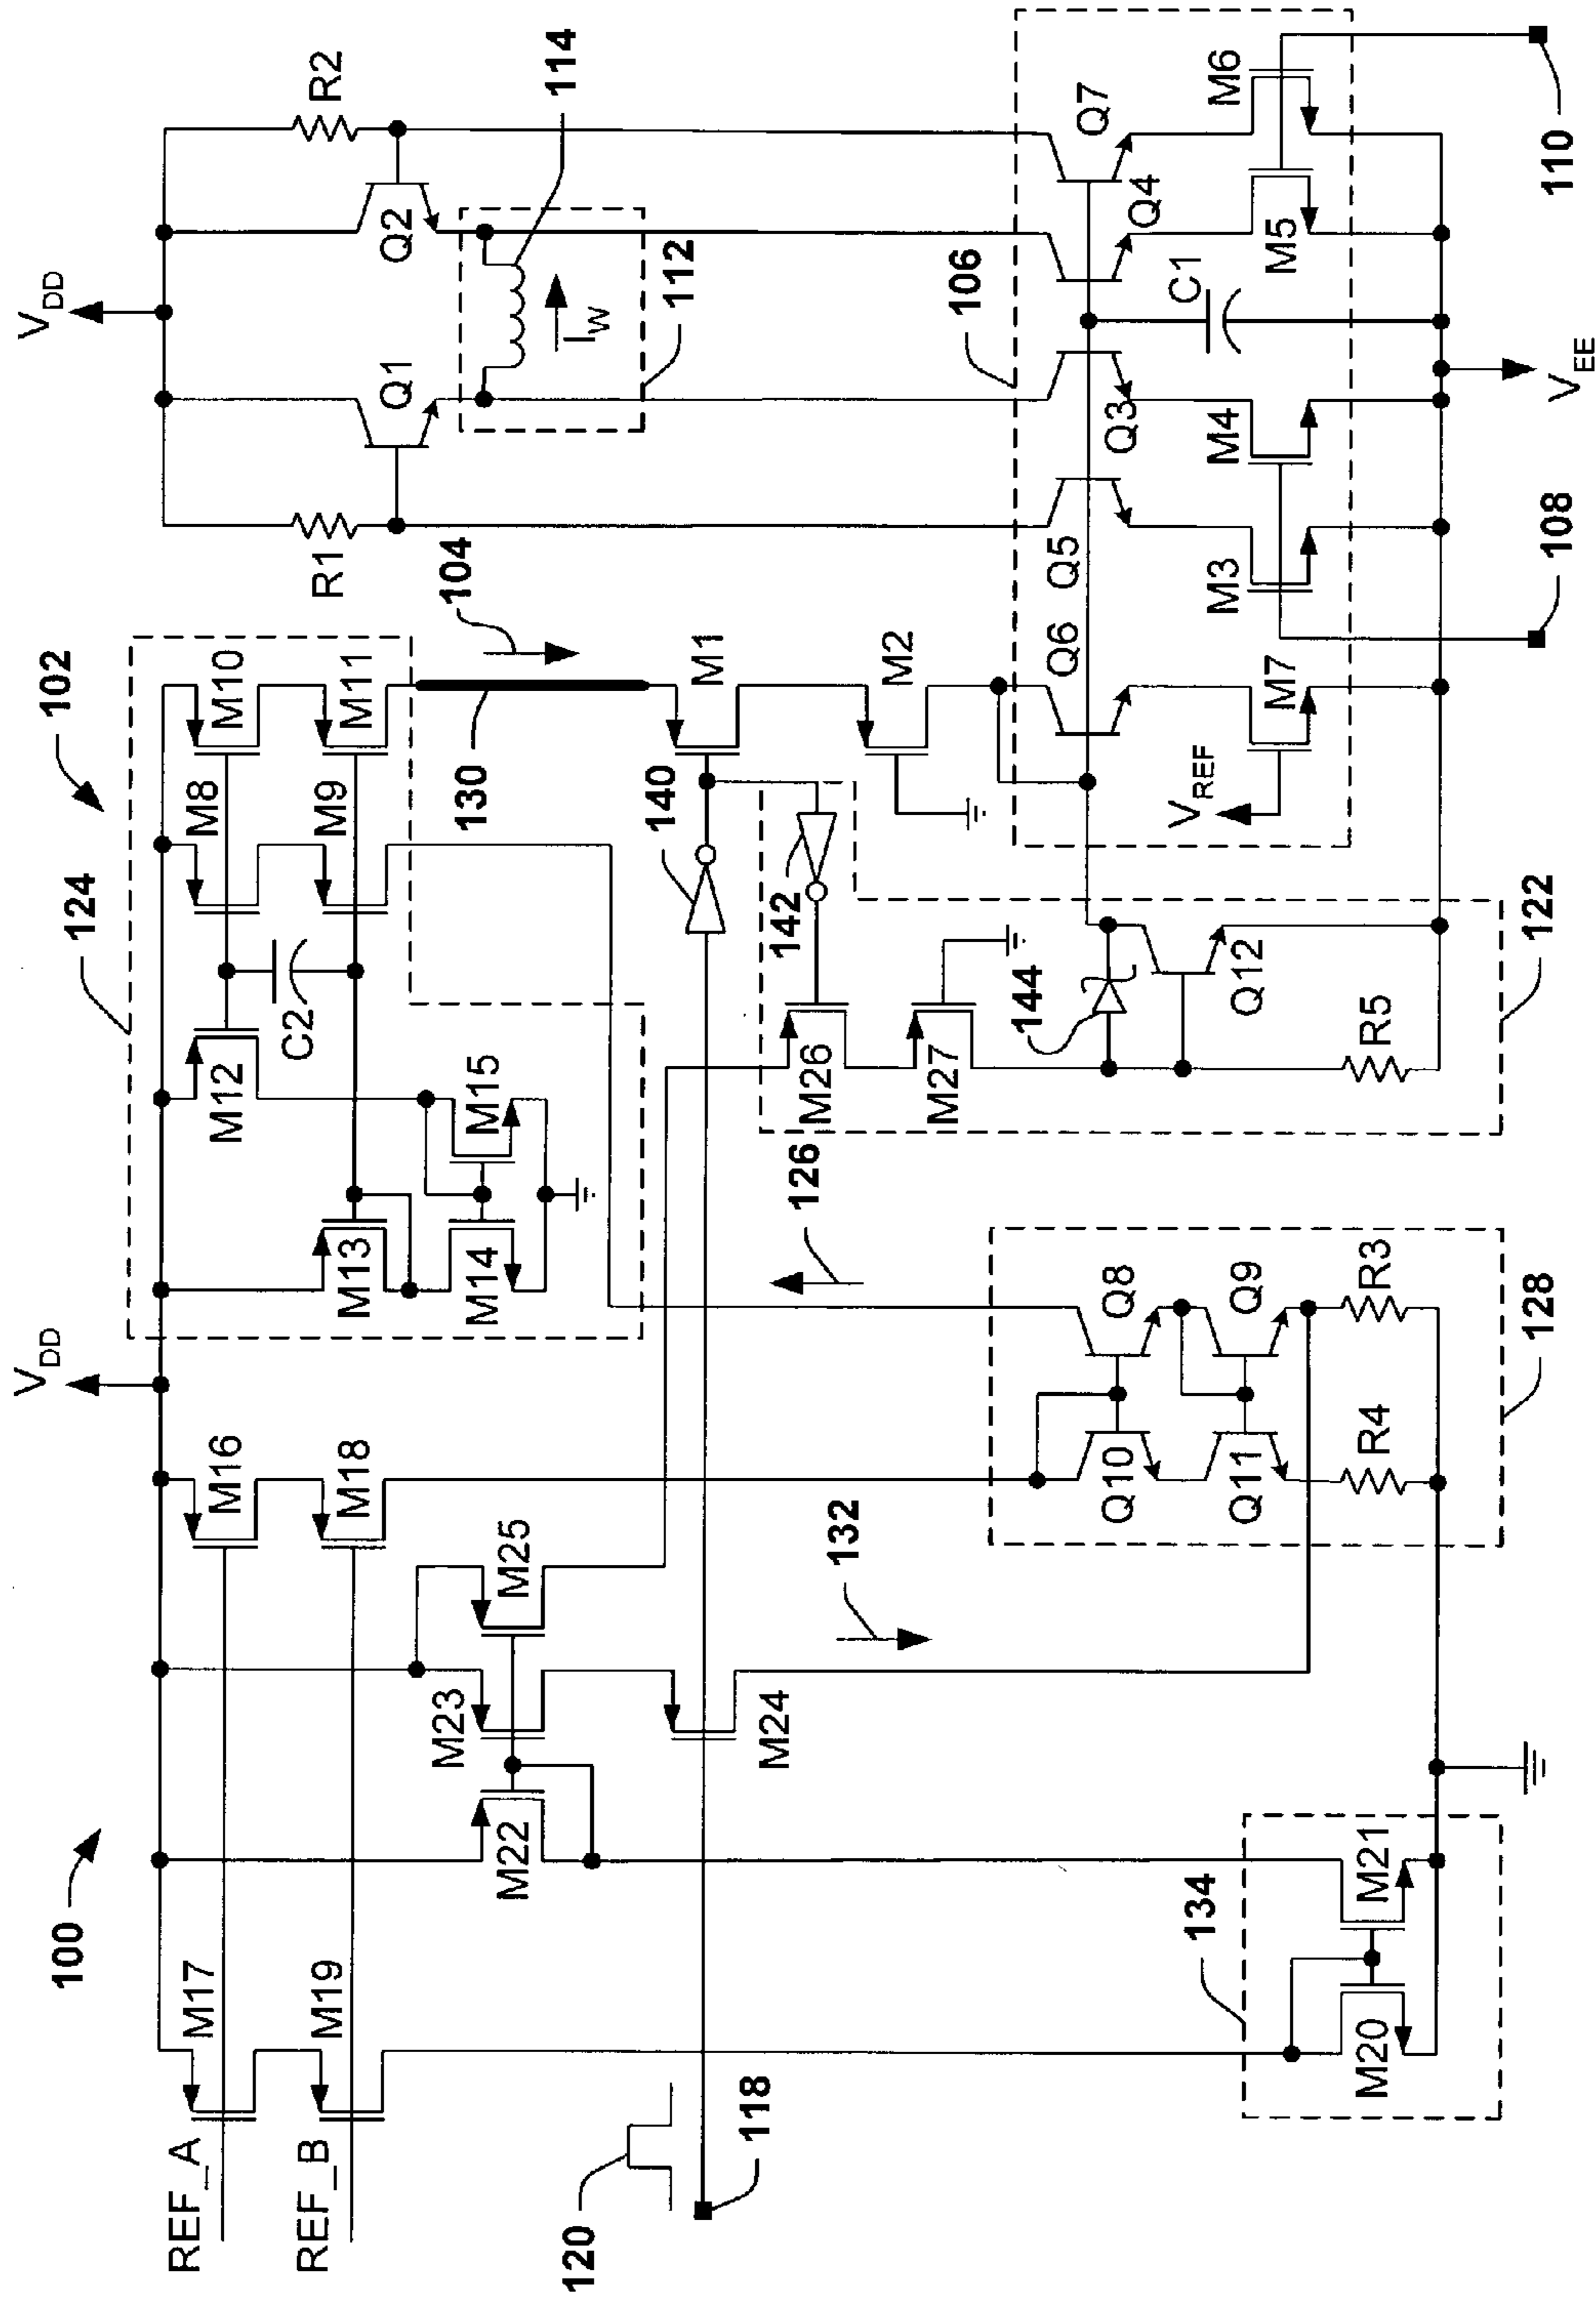 100
102
V_DD
V_DD
124
REF_A
M17
M16
M12
M8
M10
R1
R2
REF_B
M19
M18
M13
C2
M9
M11
Q1
Q2
114
M14
M15
104
130
I_W
112
M22
M23
M25
120
118
M24
140
M1
126
M26
142
M2
132
M27
144
106
128
Q10
Q8
Q11
Q9
Q12
Q6
Q5
Q3
Q4
Q7
V_REF
C1
134
M20
M21
R4
R3
R5
M7
M3
M4
M5
M6
122
108
V_EE
110